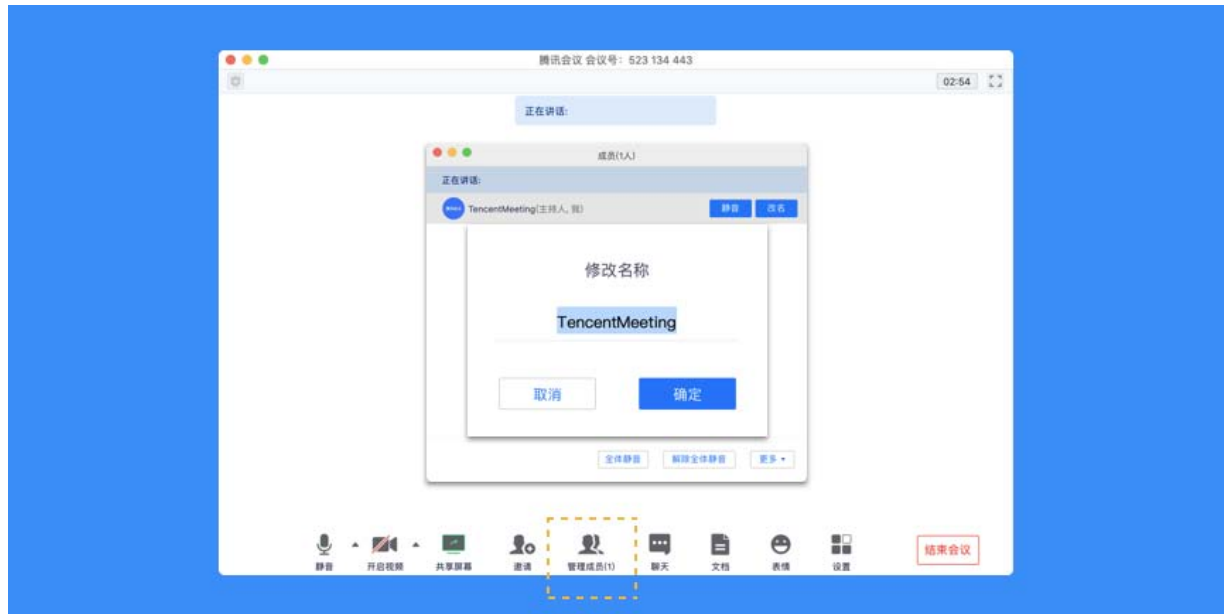 腾讯会议 会议号：523 134 443
02:54
正在讲话:
成员(1人)
正在讲话:
TencentMeeting(主持人, 我) 静音 改名
修改名称
TencentMeeting
取消 确定
全体静音 解除全体静音 更多
静音 开启视频 共享屏幕 邀请 管理成员(1) 聊天 文档 表情 设置 结束会议